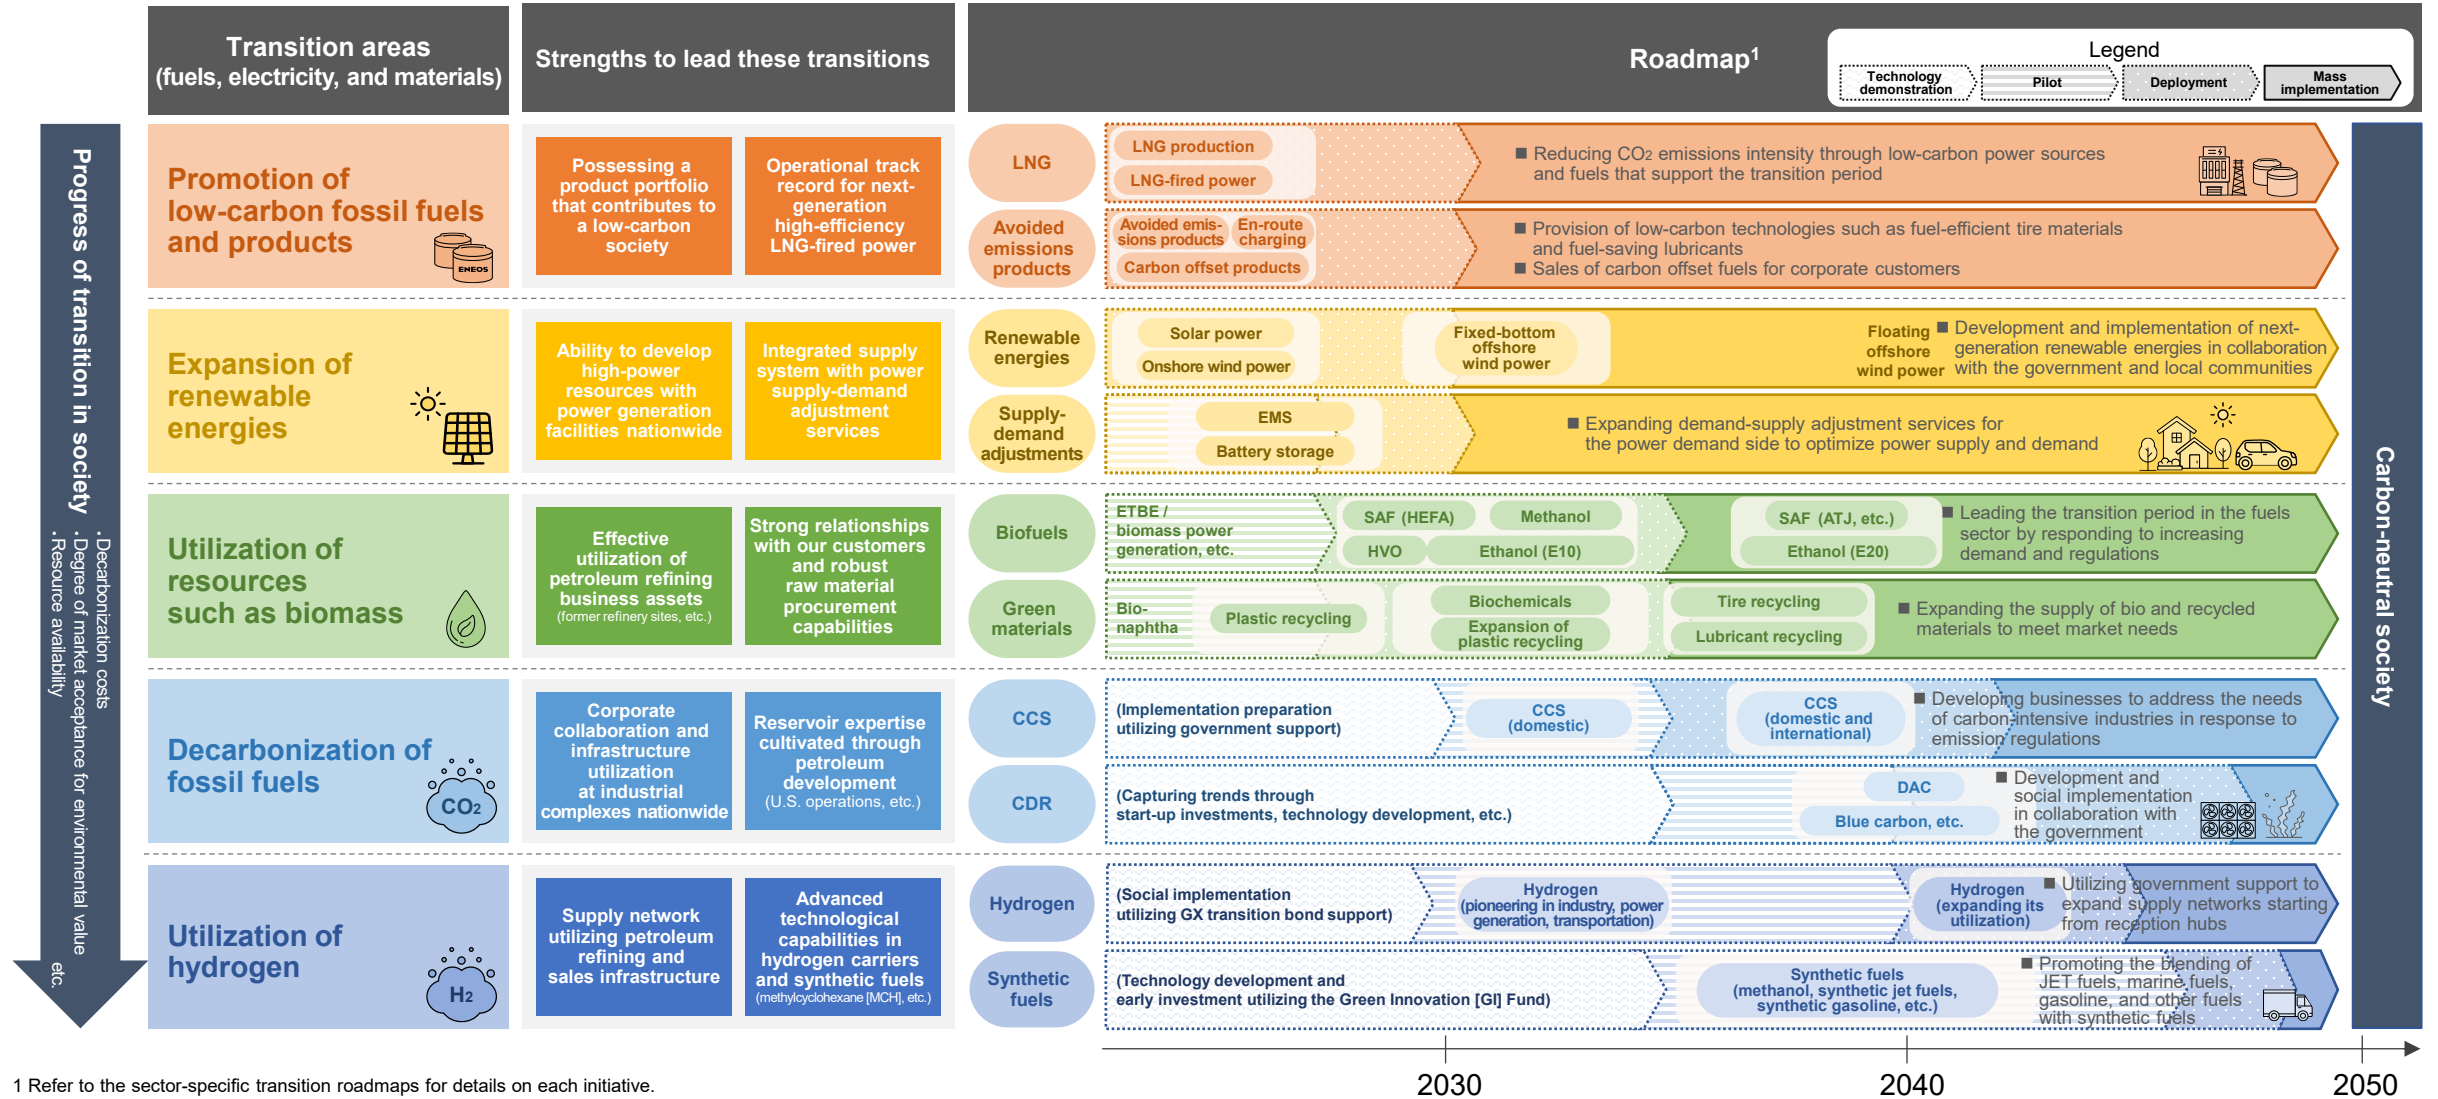 Transition areas
(fuels, electricity, and materials)
Strengths to lead these transitions
Roadmap1
Legend
Technology
demonstration
Pilot
Deployment
Mass
implementation
Progress of transition in society
・Decarbonization costs
・Degree of market acceptance for environmental value
・Resource availability
etc.
Promotion of
low-carbon fossil fuels
and products
ENEOS
Possessing a
product portfolio
that contributes to
a low-carbon
society
Operational track
record for next-
generation
high-efficiency
LNG-fired power
LNG
LNG production
LNG-fired power
■ Reducing CO2 emissions intensity through low-carbon power sources
and fuels that support the transition period
Avoided
emissions
products
Avoided emis-
sions products
En-route
charging
Carbon offset products
■ Provision of low-carbon technologies such as fuel-efficient tire materials
and fuel-saving lubricants
■ Sales of carbon offset fuels for corporate customers
Expansion of
renewable
energies
Ability to develop
high-power
resources with
power generation
facilities nationwide
Integrated supply
system with power
supply-demand
adjustment
services
Renewable
energies
Solar power
Onshore wind power
Fixed-bottom
offshore
wind power
Floating
offshore
wind power
■ Development and implementation of next-
generation renewable energies in collaboration
with the government and local communities
Supply-
demand
adjustments
EMS
Battery storage
■ Expanding demand-supply adjustment services for
the power demand side to optimize power supply and demand
Utilization of
resources
such as biomass
Effective
utilization of
petroleum refining
business assets
(former refinery sites, etc.)
Strong relationships
with our customers
and robust
raw material
procurement
capabilities
Biofuels
ETBE /
biomass power
generation, etc.
SAF (HEFA)
Methanol
HVO
Ethanol (E10)
SAF (ATJ, etc.)
Ethanol (E20)
■ Leading the transition period in the fuels
sector by responding to increasing
demand and regulations
Green
materials
Bio-
naphtha
Plastic recycling
Biochemicals
Expansion of
plastic recycling
Tire recycling
Lubricant recycling
■ Expanding the supply of bio and recycled
materials to meet market needs
Decarbonization of
fossil fuels
CO2
Corporate
collaboration and
infrastructure
utilization
at industrial
complexes nationwide
Reservoir expertise
cultivated through
petroleum
development
(U.S. operations, etc.)
CCS
(Implementation preparation
utilizing government support)
CCS
(domestic)
CCS
(domestic and
international)
■ Developing businesses to address the needs
of carbon-intensive industries in response to
emission regulations
CDR
(Capturing trends through
start-up investments, technology development, etc.)
DAC
Blue carbon, etc.
■ Development and
social implementation
in collaboration with
the government
Utilization of
hydrogen
H2
Supply network
utilizing petroleum
refining and
sales infrastructure
Advanced
technological
capabilities in
hydrogen carriers
and synthetic fuels
(methylcyclohexane [MCH], etc.)
Hydrogen
(Social implementation
utilizing GX transition bond support)
Hydrogen
(pioneering in industry, power
generation, transportation)
Hydrogen
(expanding its
utilization)
■ Utilizing government support to
expand supply networks starting
from reception hubs
Synthetic
fuels
(Technology development and
early investment utilizing the Green Innovation [GI] Fund)
Synthetic fuels
(methanol, synthetic jet fuels,
synthetic gasoline, etc.)
■ Promoting the blending of
JET fuels, marine fuels,
gasoline, and other fuels
with synthetic fuels
Carbon-neutral society
2030
2040
2050
1 Refer to the sector-specific transition roadmaps for details on each initiative.